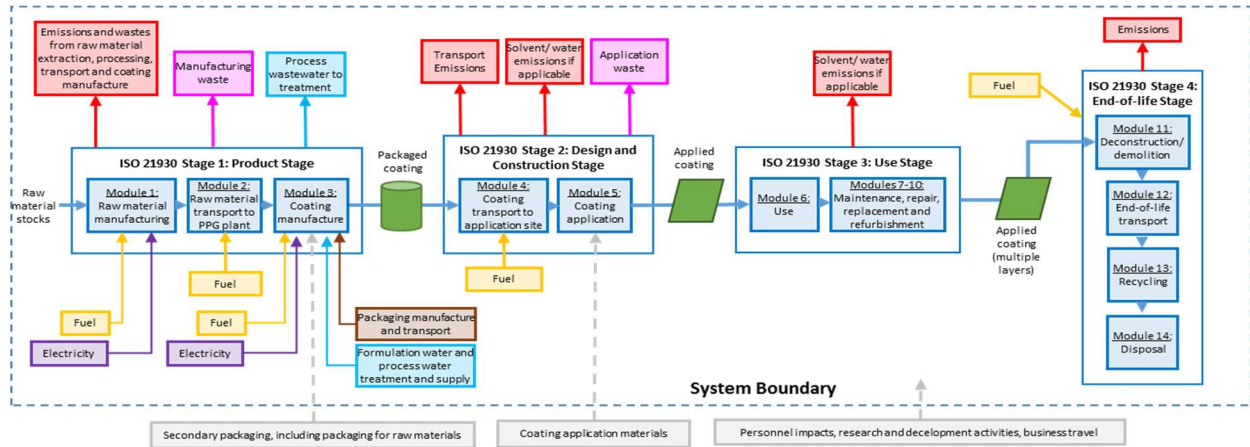 Emissions and wastes
from raw material
extraction, processing,
transport and coating
manufacture
Manufacturing
waste
Process
wastewater to
treatment
Transport
Emissions
Solvent/ water
emissions if
applicable
Application
waste
Solvent/ water
emissions if
applicable
Emissions
Fuel
ISO 21930 Stage 1: Product Stage
Raw
material
stocks
Module 1:
Raw material
manufacturing
Module 2:
Raw material
transport to
PPG plant
Module 3:
Coating
manufacture
Packaged
coating
ISO 21930 Stage 2: Design and
Construction Stage
Module 4:
Coating
transport to
application site
Module 5:
Coating
application
Applied
coating
ISO 21930 Stage 3: Use Stage
Module 6:
Use
Modules 7-10:
Maintenance, repair,
replacement and
refurbishment
Applied
coating
(multiple
layers)
ISO 21930 Stage 4:
End-of-life Stage
Module 11:
Deconstruction/
demolition
Module 12:
End-of-life
transport
Module 13:
Recycling
Module 14:
Disposal
Fuel
Fuel
Fuel
Fuel
Electricity
Electricity
Packaging manufacture
and transport
Formulation water and
process water
treatment and supply
System Boundary
Secondary packaging, including packaging for raw materials
Coating application materials
Personnel impacts, research and decelopment activities, business travel